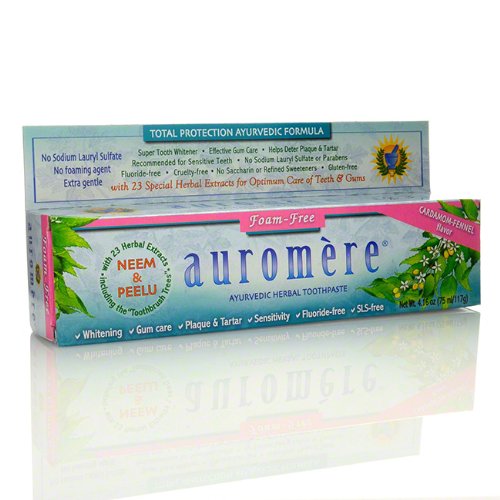 TOTAL PROTECTION AYURVEDIC FORMULA
No Sodium Lauryl Sulfate
No foaming agent
Extra gentle
Super Tooth Whitener • Effective Gum Care • Helps Deter Plaque & Tartar
Recommended for Sensitive Teeth • No Sodium Lauryl Sulfate or Parabens
Fluoride-free • Cruelty-free • No Saccharin or Refined Sweeteners • Gluten-free
with 23 Special Herbal Extracts for Optimum Care of Teeth & Gums
Foam-Free
CARDAMOM-FENNEL
flavor
with 23 Herbal Extracts
NEEM
&
PEELU
including the "Toothbrush Trees"
auromère®
AYURVEDIC HERBAL TOOTHPASTE
Net Wt. 4.16 oz (75 ml/117g)
✓ Whitening ✓ Gum care ✓ Plaque & Tartar ✓ Sensitivity ✓ Fluoride-free ✓ SLS-free
Foam-Free